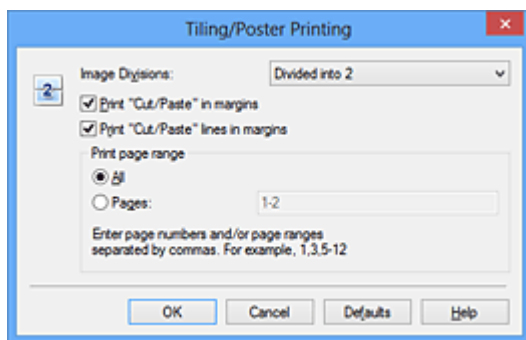 Tiling/Poster Printing
Image Divisions: Divided into 2
2
Print "Cut/Paste" in margins
Print "Cut/Paste" lines in margins
Print page range
All
Pages: 1-2
Enter page numbers and/or page ranges
separated by commas. For example, 1,3,5-12
OK Cancel Defaults Help